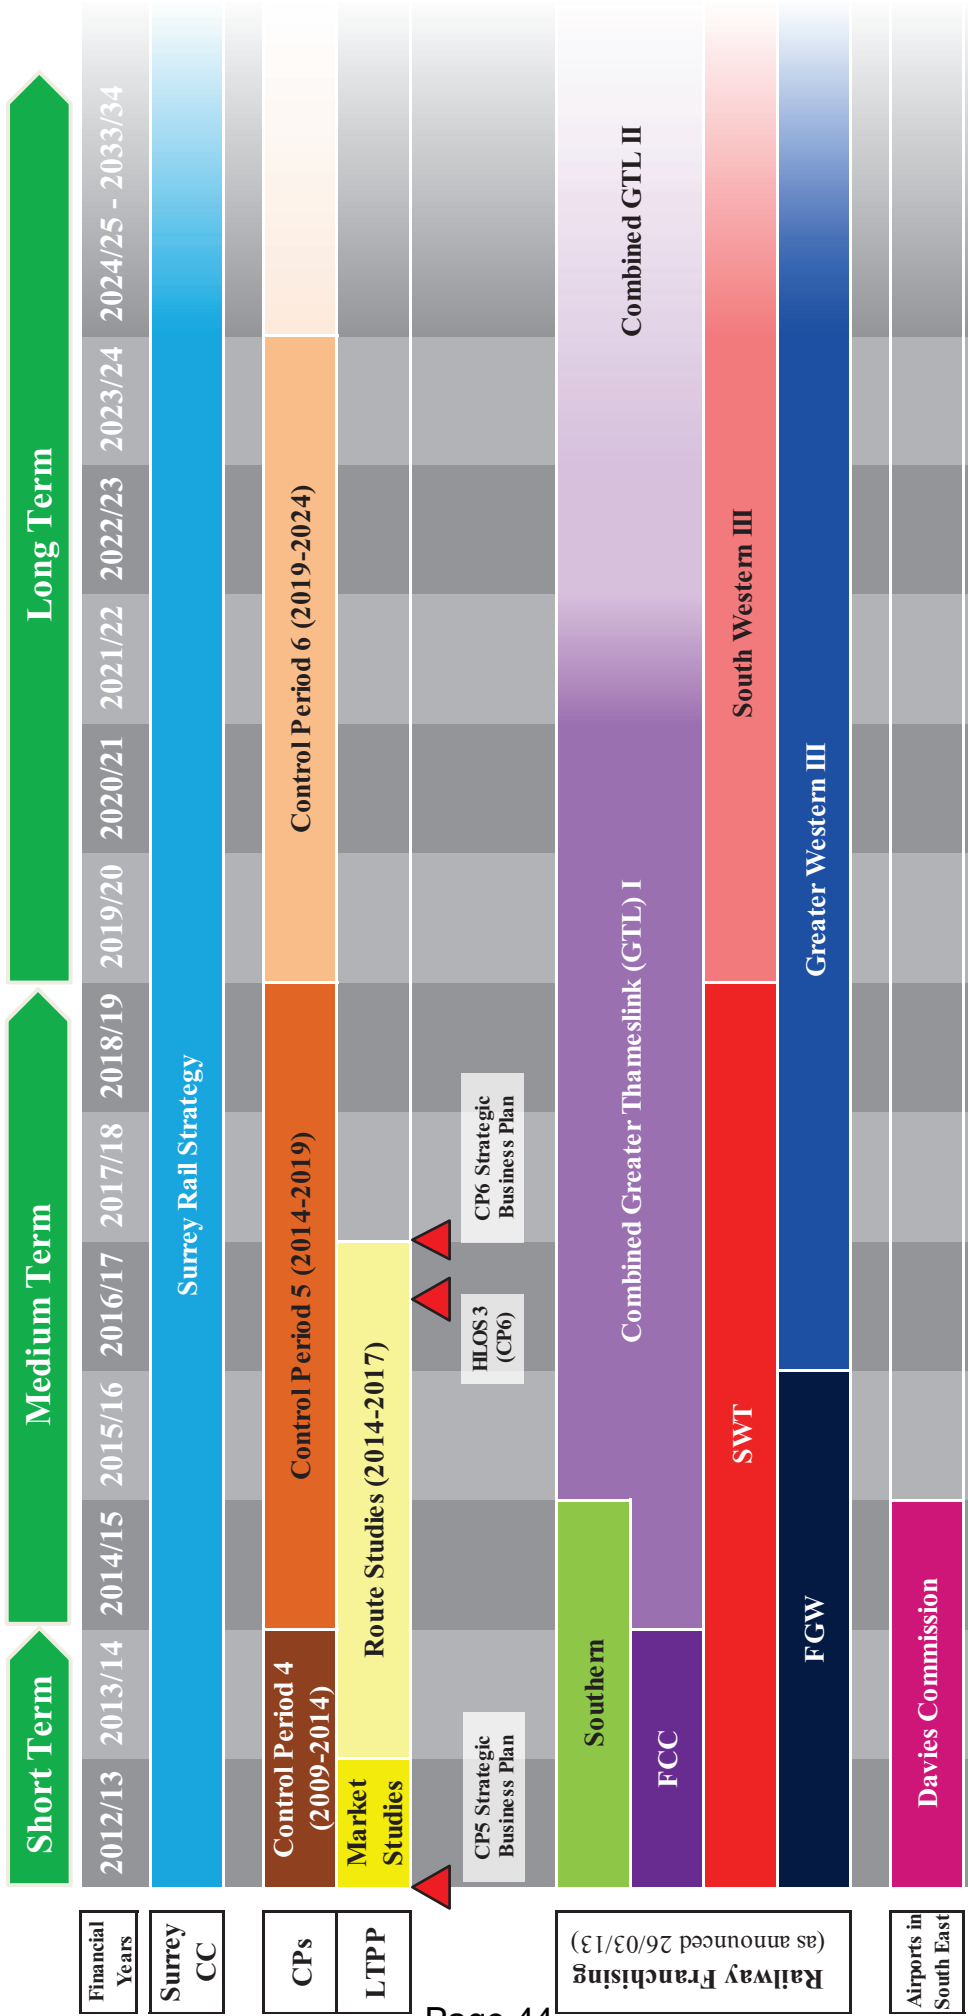 Short Term
Medium Term
Long Term
Financial
Years
2012/13
2013/14
2014/15
2015/16
2016/17
2017/18
2018/19
2019/20
2020/21
2021/22
2022/23
2023/24
2024/25 - 2033/34
Surrey
CC
Surrey Rail Strategy
CPs
Control Period 4
(2009-2014)
Control Period 5 (2014-2019)
Control Period 6 (2019-2024)
LTPP
Market
Studies
Route Studies (2014-2017)
CP5 Strategic
Business Plan
HLOS 3
(CP6)
CP6 Strategic
Business Plan
Railway Franchising
(as announced 26/03/13)
Southern
FCC
Combined Greater Thameslink (GTL) I
Combined GTL II
SWT
South Western III
FGW
Greater Western III
Airports in
South East
Davies Commission
Page 44